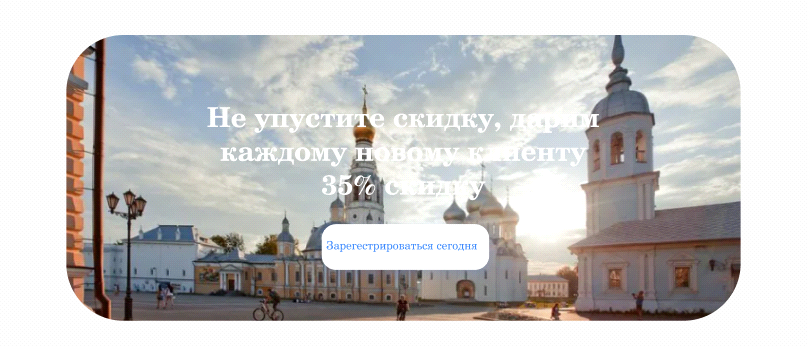 Не упустите скидку, дарим
каждому новому клиенту
35% скидку
Зарегестрироваться сегодня